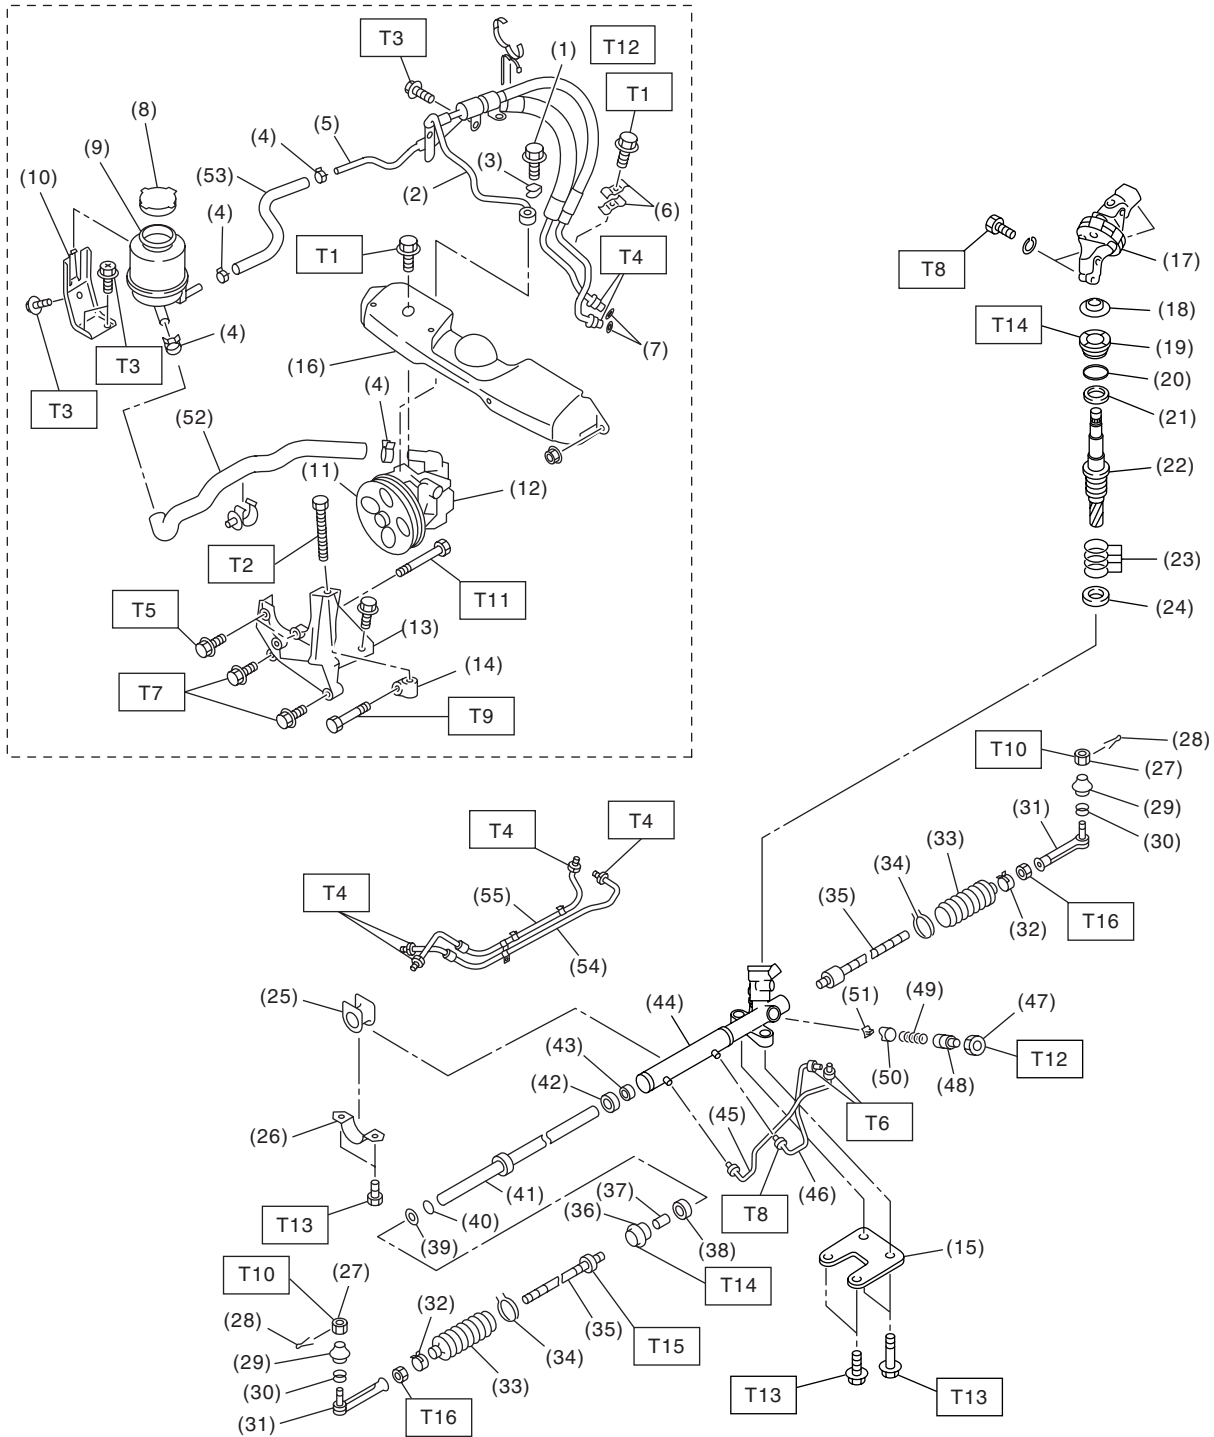 T3
(1)
T12
T1
(8)
(9)
(10)
(53)
(4)
(5)
(3)
(2)
(6)
(4)
T1
T4
(4)
(7)
T3
T3
(16)
(4)
(52)
(11)
(12)
T2
T11
T5
(13)
(14)
T7
T9
T8
(17)
(18)
T14
(19)
(20)
(21)
(22)
(23)
(24)
T10
(28)
(27)
(29)
(31)
(30)
(33)
(34)
(35)
(32)
T16
T4
T4
T4
(55)
(54)
(25)
(44)
(51)
(49)
(47)
(43)
(42)
(50)
(48)
T12
(45)
T6
(26)
(41)
(46)
T8
T13
(40)
(39)
(37)
(36)
(38)
T14
(15)
T10
(27)
(28)
(32)
(29)
(35)
(34)
T15
(30)
(33)
(31)
T16
T13
T13